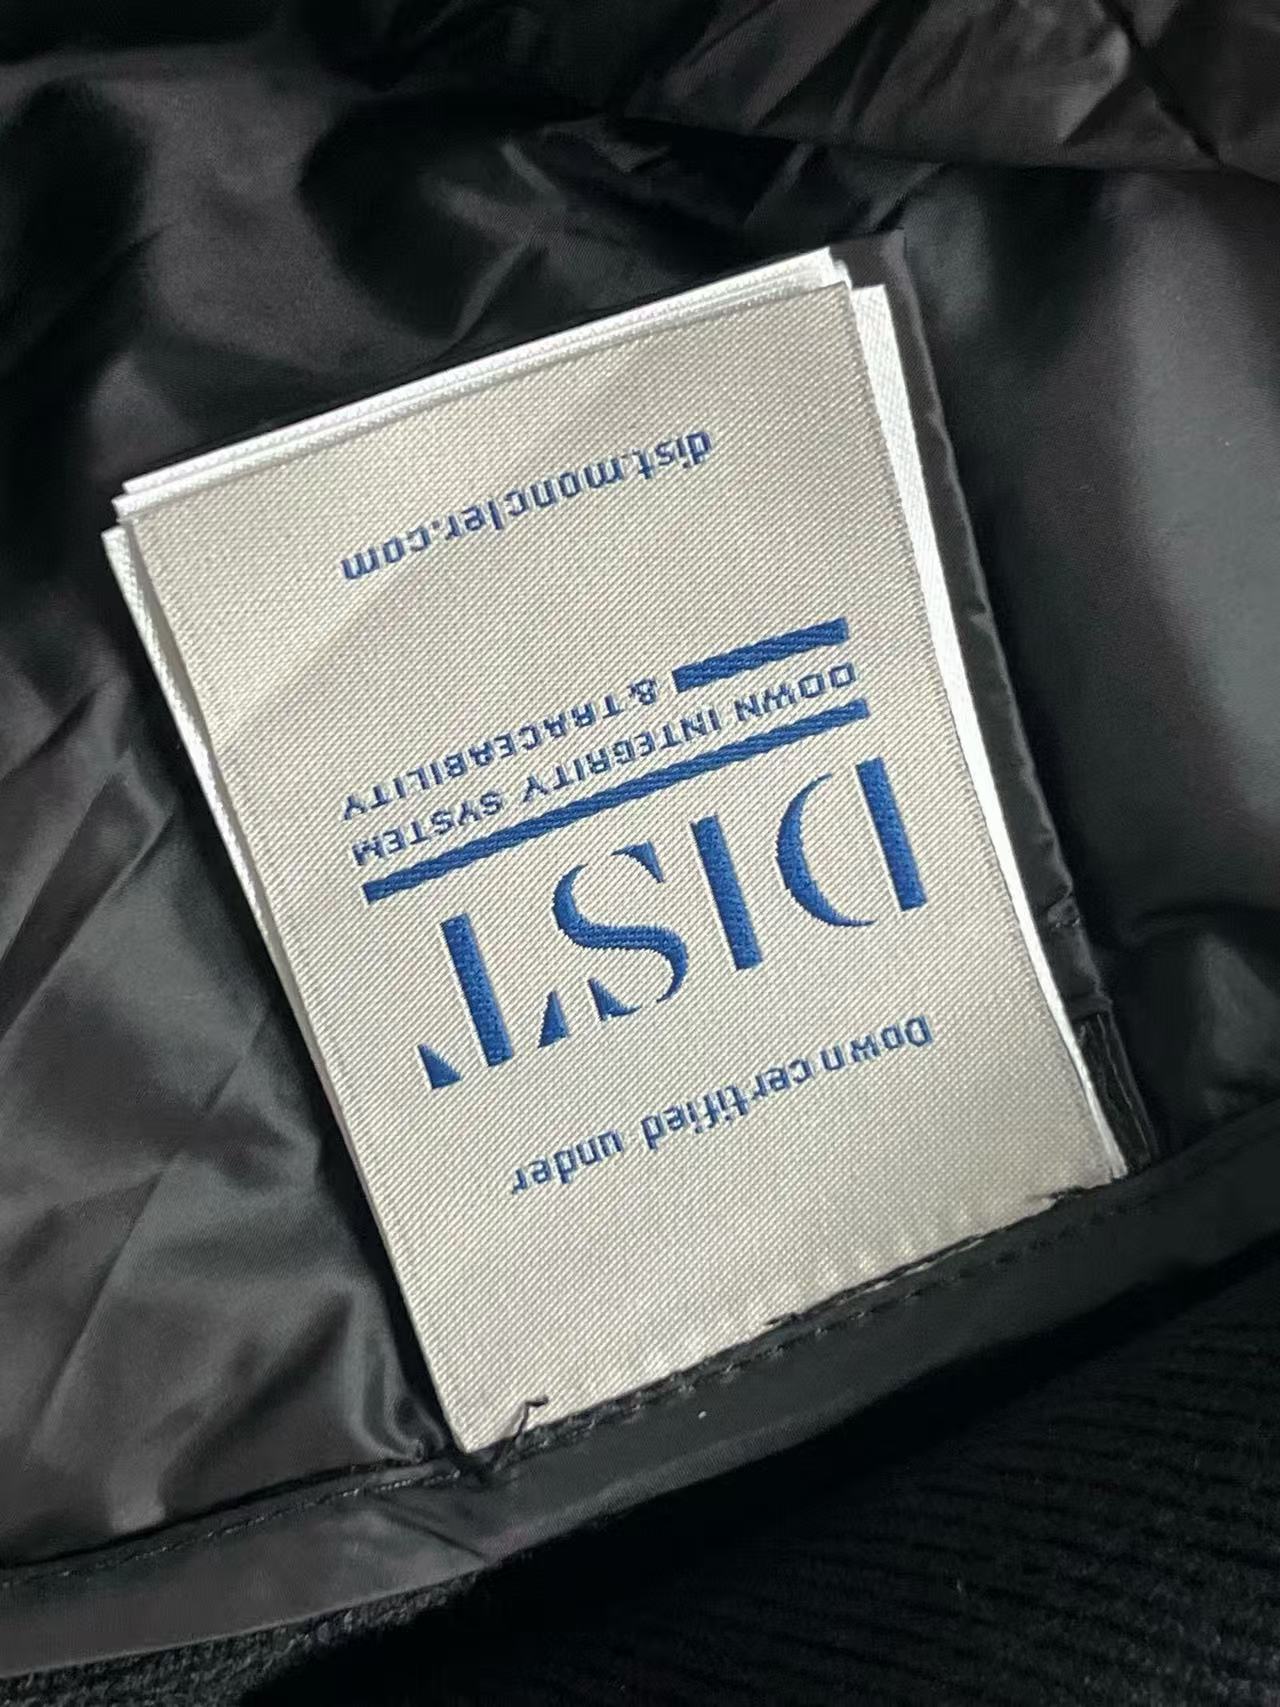 Down certified under
DIST
DOWN INTEGRITY SYSTEM
& TRACEABILITY
dist.moncler.com